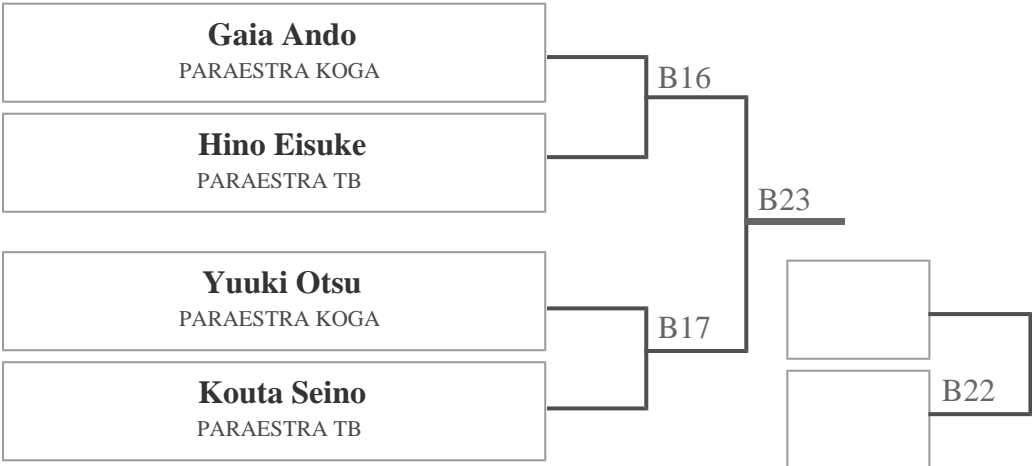 Gaia Ando
PARAESTRA KOGA
B16
Hino Eisuke
PARAESTRA TB
B23
Yuuki Otsu
PARAESTRA KOGA
B17
Kouta Seino
PARAESTRA TB
B22